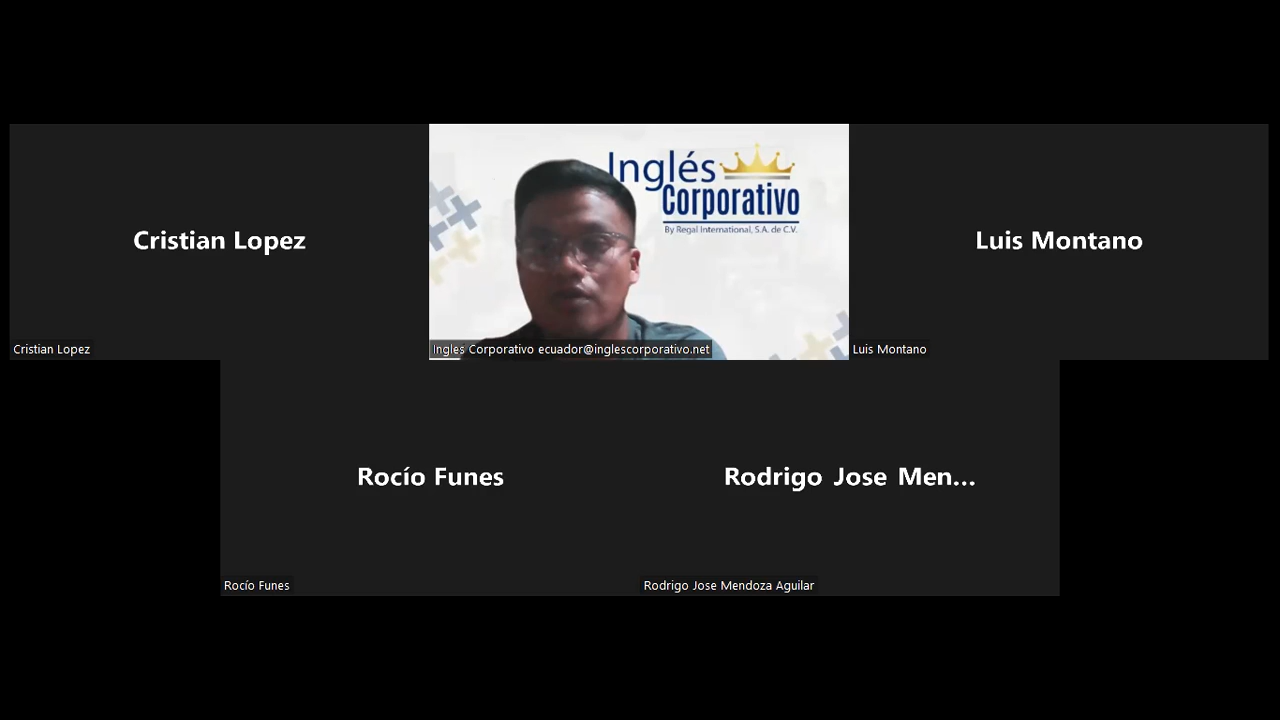 Cristian Lopez
Cristian Lopez
Inglés
Corporativo
By Regal International, S.A. de C.V.
Ingles Corporativo ecuador@inglescorporativo.net
Luis Montano
Luis Montano
Rocío Funes
Rocío Funes
Rodrigo Jose Men...
Rodrigo Jose Mendoza Aguilar